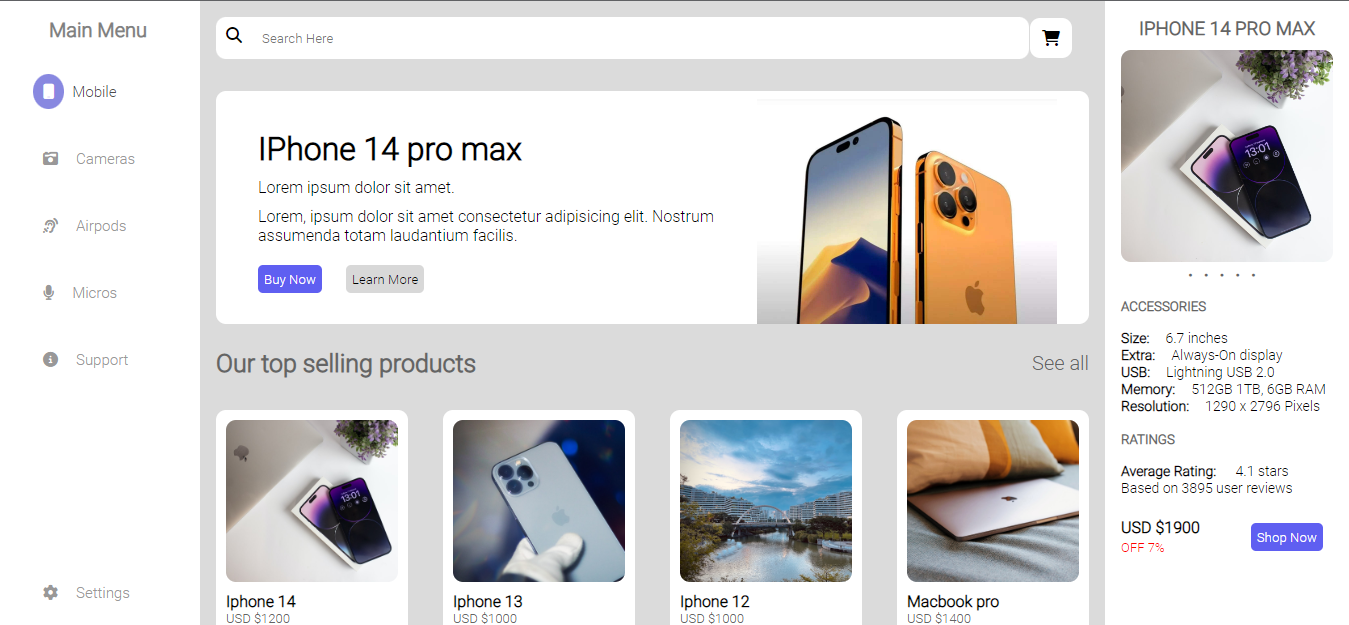 Main Menu
Mobile
Cameras
Airpods
Micros
Support
Settings
Search Here
IPhone 14 pro max
Lorem ipsum dolor sit amet.
Lorem, ipsum dolor sit amet consectetur adipisicing elit. Nostrum
assumenda totam laudantium facilis.
Buy Now
Learn More
Our top selling products
See all
13:01
Iphone 14
USD $1200
Iphone 13
USD $1000
Iphone 12
USD $1000
Macbook pro
USD $1400
IPHONE 14 PRO MAX
13:01
ACCESSORIES
Size: 6.7 inches
Extra: Always-On display
USB: Lightning USB 2.0
Memory: 512GB 1TB, 6GB RAM
Resolution: 1290 x 2796 Pixels
RATINGS
Average Rating: 4.1 stars
Based on 3895 user reviews
USD $1900
OFF 7%
Shop Now